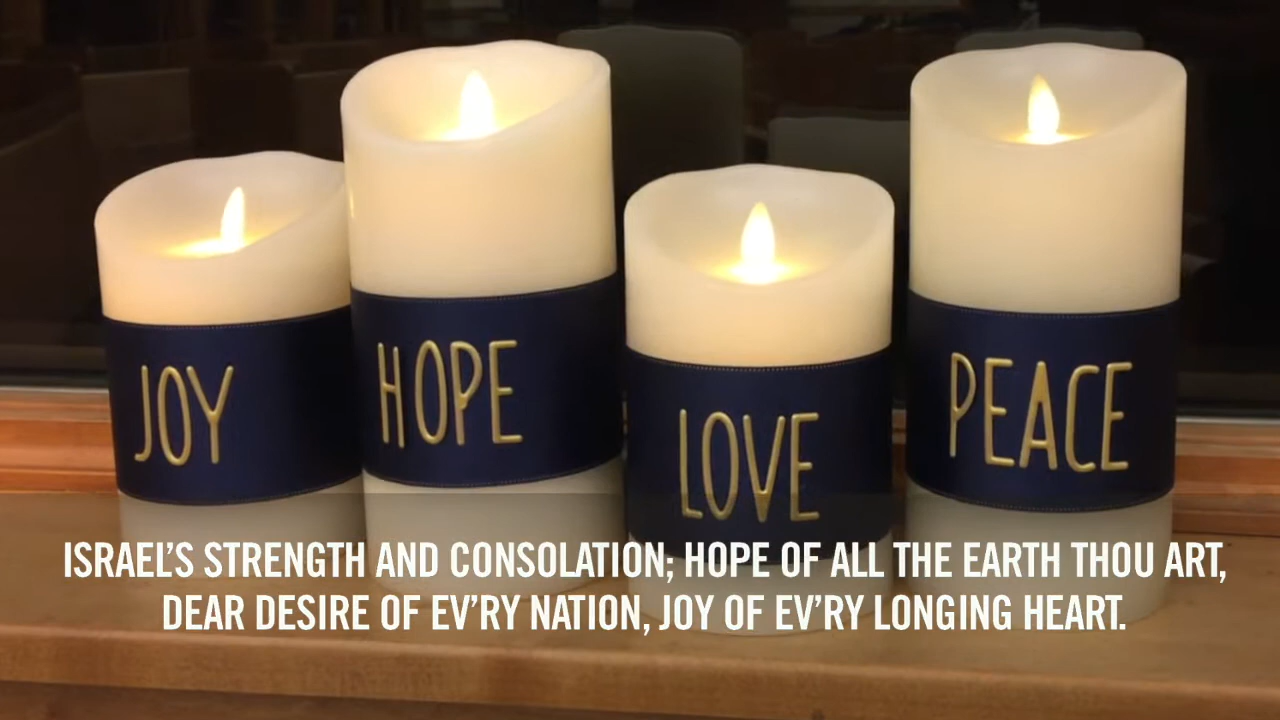 JOY
HOPE
LOVE
PEACE
ISRAEL'S STRENGTH AND CONSOLATION; HOPE OF ALL THE EARTH THOU ART,
DEAR DESIRE OF EV'RY NATION, JOY OF EV'RY LONGING HEART.